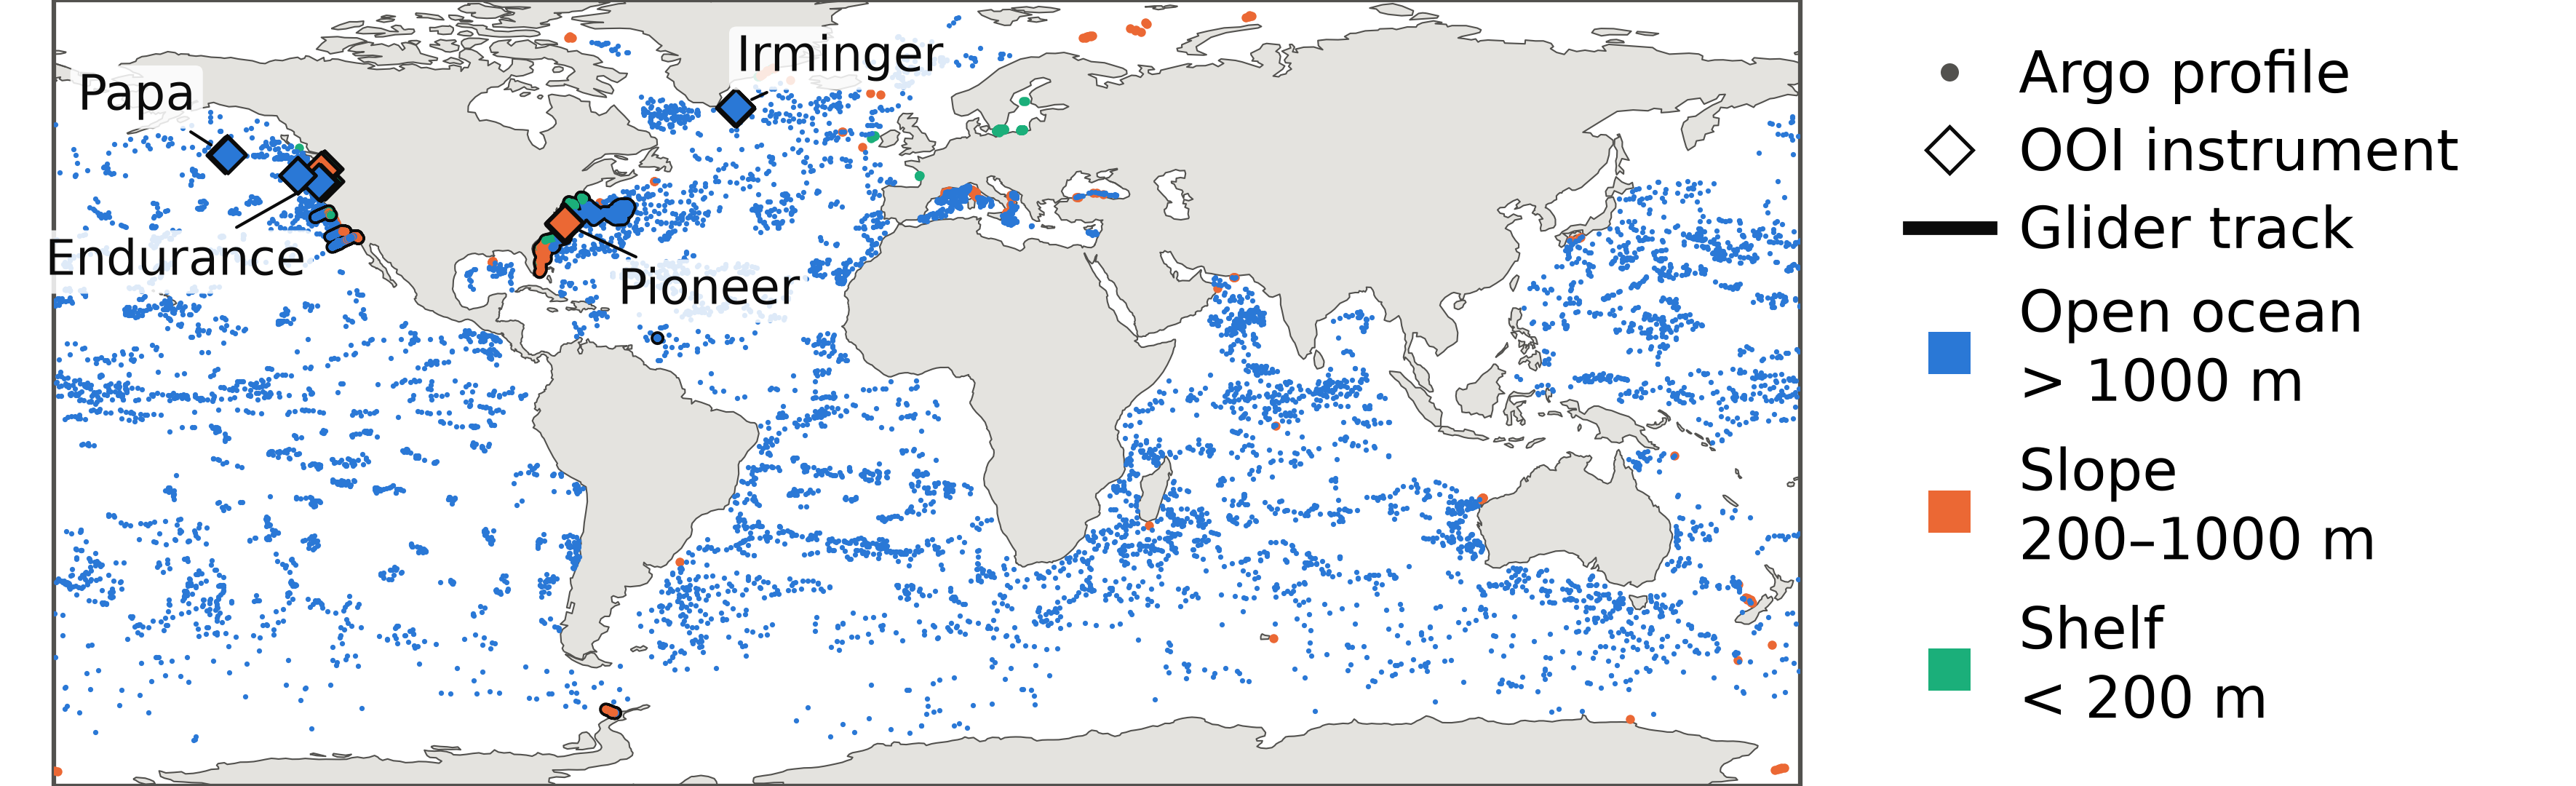 Irminger
Papa
Endurance
Pioneer
Argo profile
OOI instrument
Glider track
Open ocean
> 1000 m
Slope
200–1000 m
Shelf
< 200 m